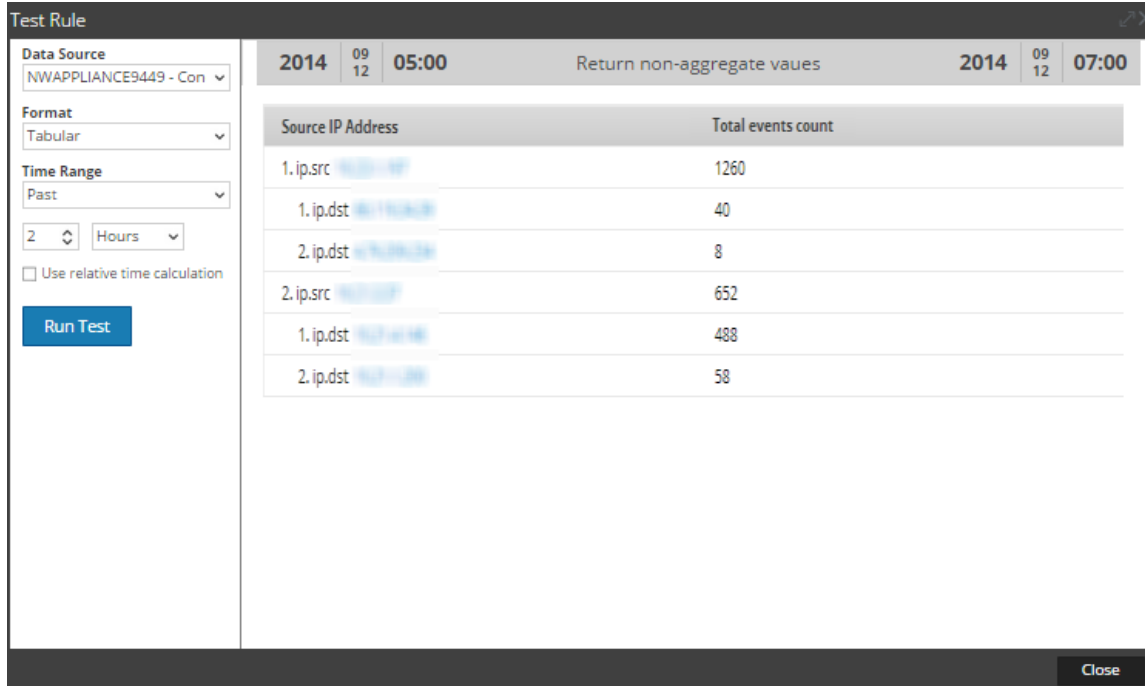 Test Rule
Data Source
NWAPPLIANCE9449 - Con
Format
Tabular
Time Range
Past
2 Hours
Use relative time calculation
Run Test
2014 09 12 05:00 Return non-aggregate vaues 2014 09 12 07:00
Source IP Address Total events count
1. ip.src 1260
1. ip.dst 40
2. ip.dst 8
2. ip.src 652
1. ip.dst 488
2. ip.dst 58
Close